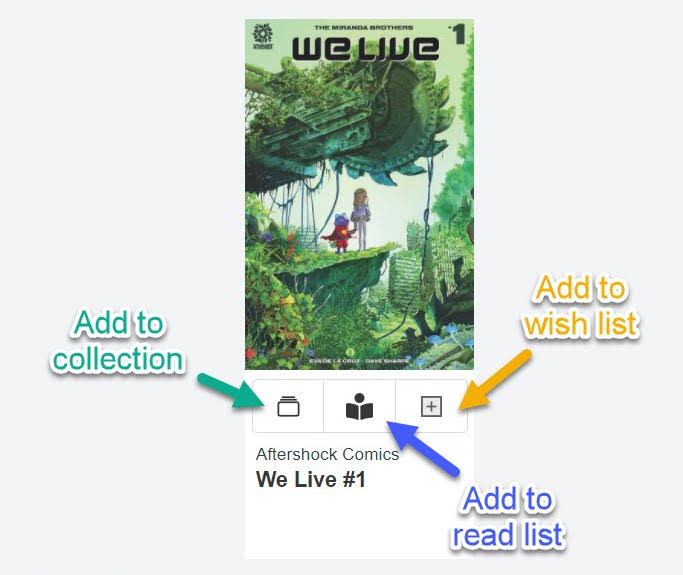 AFTERSHOCK
THE MIRANDA BROTHERS
WE LIVE
#1
EVA DE LA CRUZ · DAVE SHARPE
Add to
collection
Add to
wish list
Aftershock Comics
We Live #1
Add to
read list